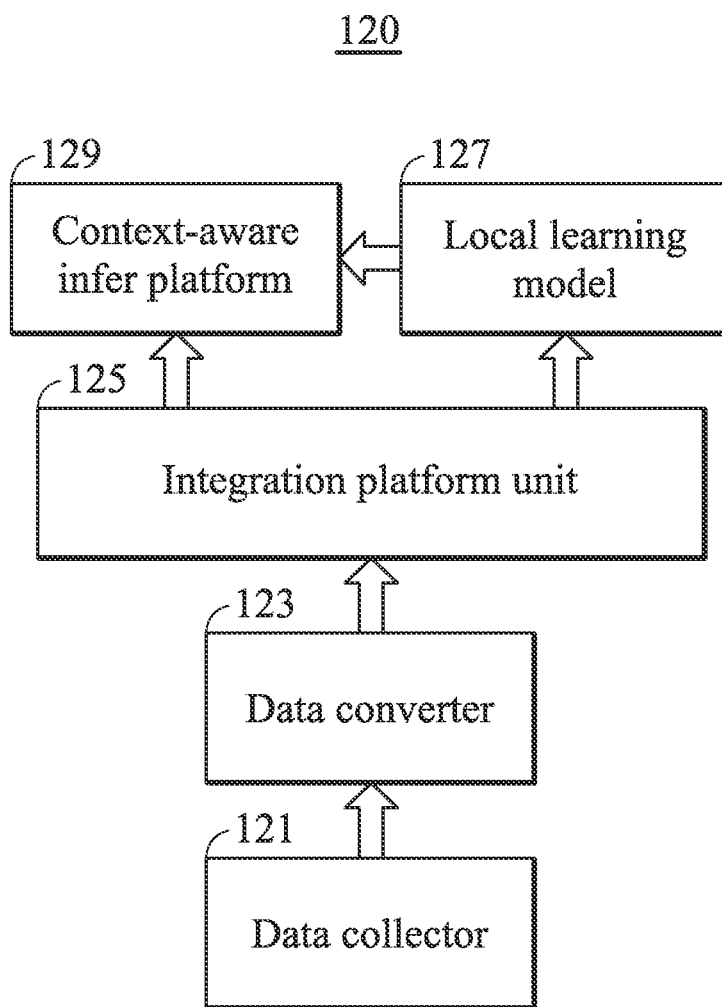 120
129
127
Context-aware
infer platform
Local learning
model
125
Integration platform unit
123
Data converter
121
Data collector